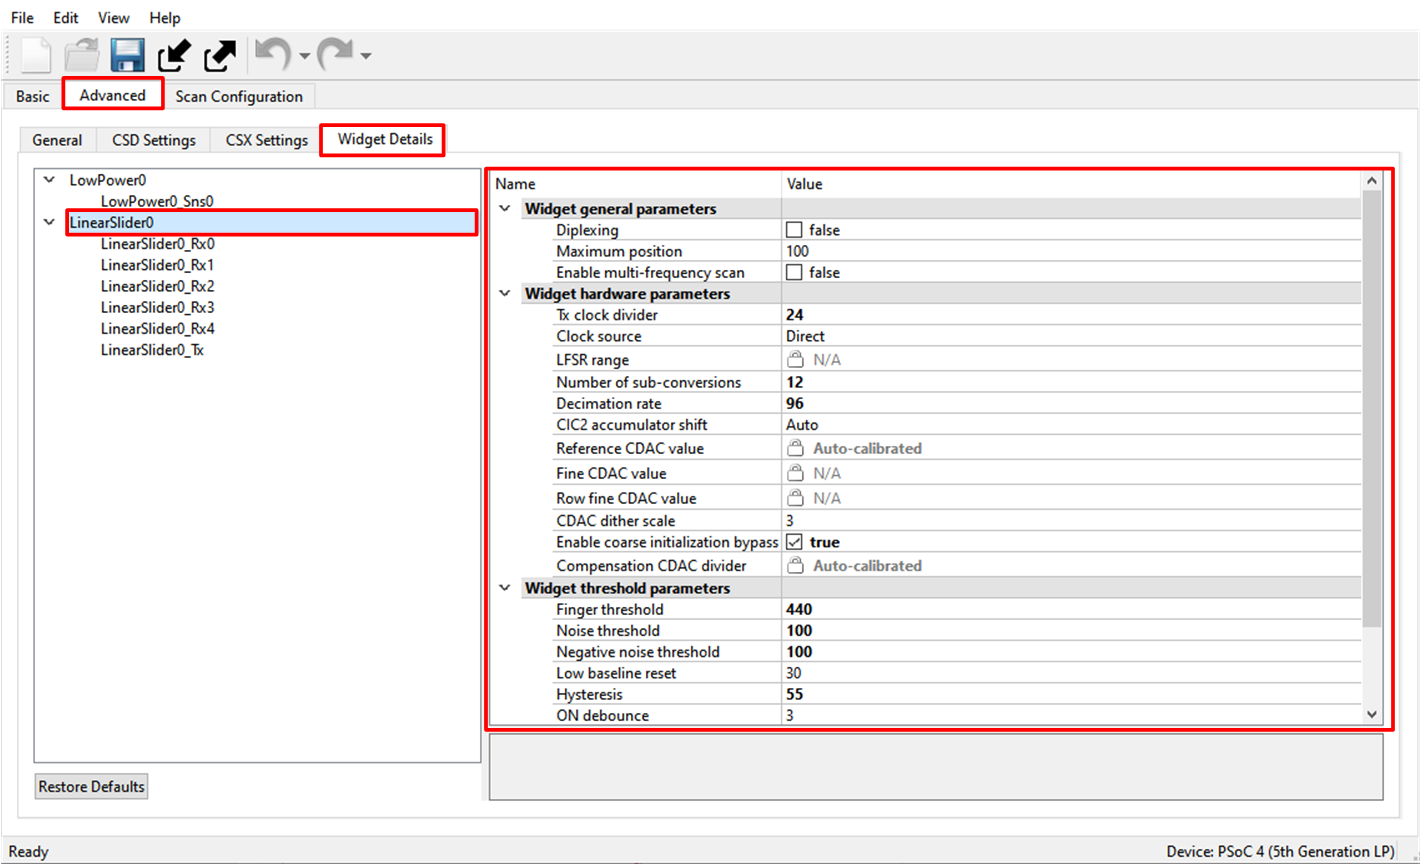 File Edit View Help
Basic Advanced Scan Configuration
General CSD Settings CSX Settings Widget Details
LowPower0
LowPower0_Sns0
LinearSlider0
LinearSlider0_Rx0
LinearSlider0_Rx1
LinearSlider0_Rx2
LinearSlider0_Rx3
LinearSlider0_Rx4
LinearSlider0_Tx
Restore Defaults
Name Value
Widget general parameters
Diplexing false
Maximum position 100
Enable multi-frequency scan false
Widget hardware parameters
Tx clock divider 24
Clock source Direct
LFSR range N/A
Number of sub-conversions 12
Decimation rate 96
CIC2 accumulator shift Auto
Reference CDAC value Auto-calibrated
Fine CDAC value N/A
Row fine CDAC value N/A
CDAC dither scale 3
Enable coarse initialization bypass true
Compensation CDAC divider Auto-calibrated
Widget threshold parameters
Finger threshold 440
Noise threshold 100
Negative noise threshold 100
Low baseline reset 30
Hysteresis 55
ON debounce 3
Ready Device: PSoC 4 (5th Generation LP)